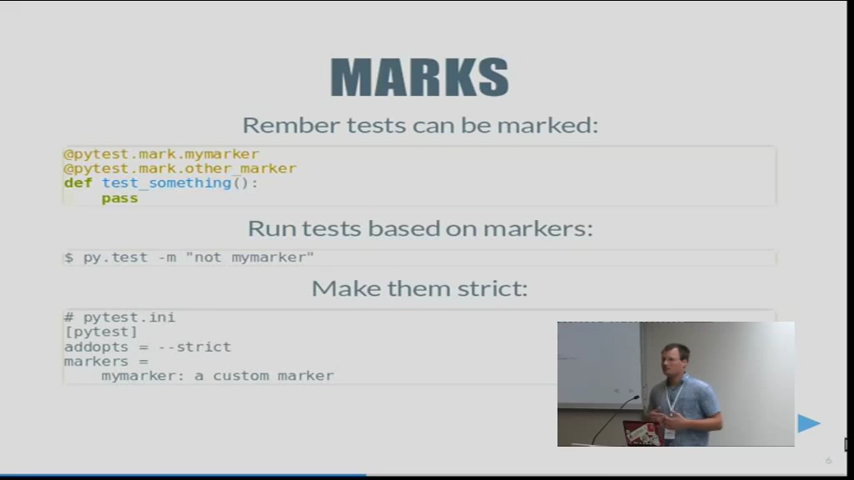 MARKS
Rember tests can be marked:
@pytest.mark.mymarker
@pytest.mark.other_marker
def test_something():
    pass
Run tests based on markers:
$ py.test -m "not mymarker"
Make them strict:
# pytest.ini
[pytest]
addopts = --strict
markers =
    mymarker: a custom marker
6